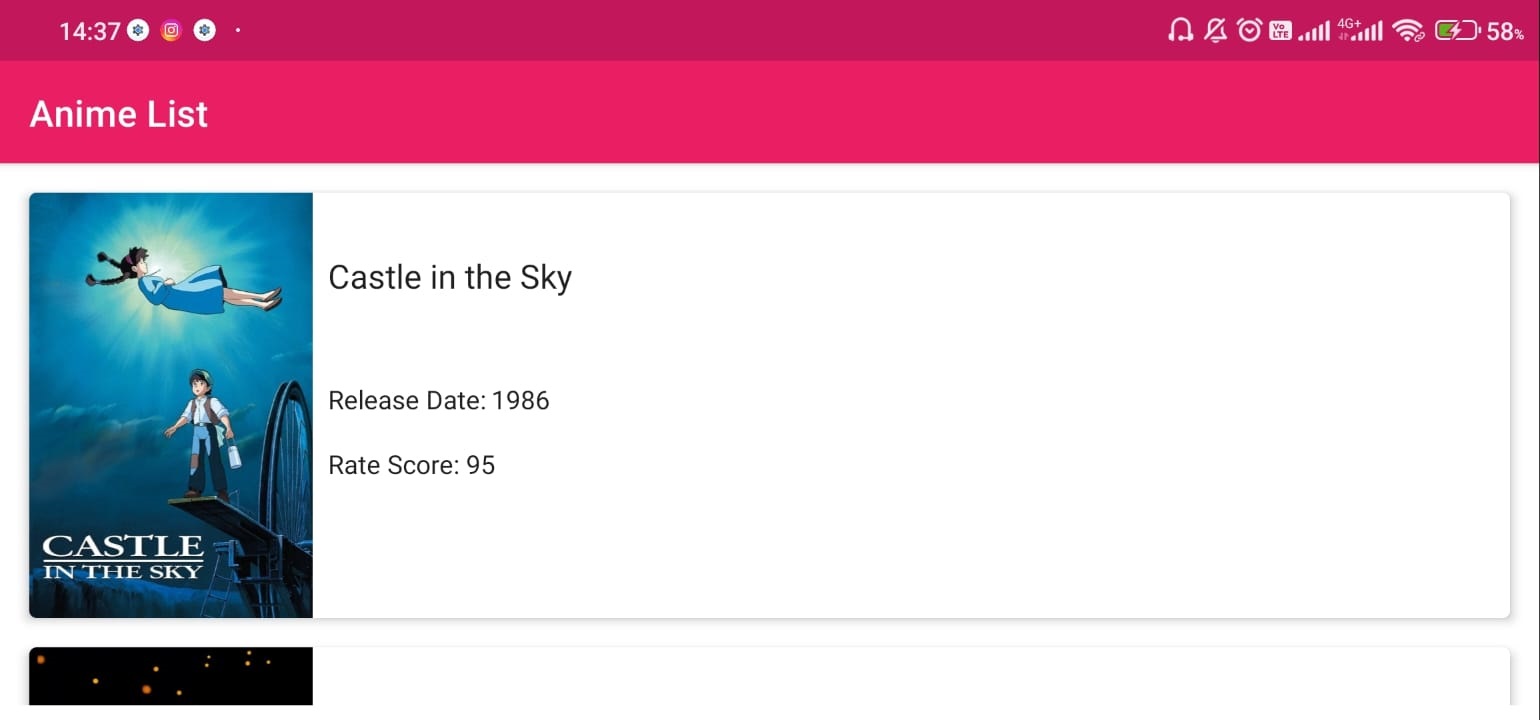 14:37
Vo LTE 4G+ 58%
Anime List
Castle in the Sky
Release Date: 1986
Rate Score: 95
CASTLE
IN THE SKY